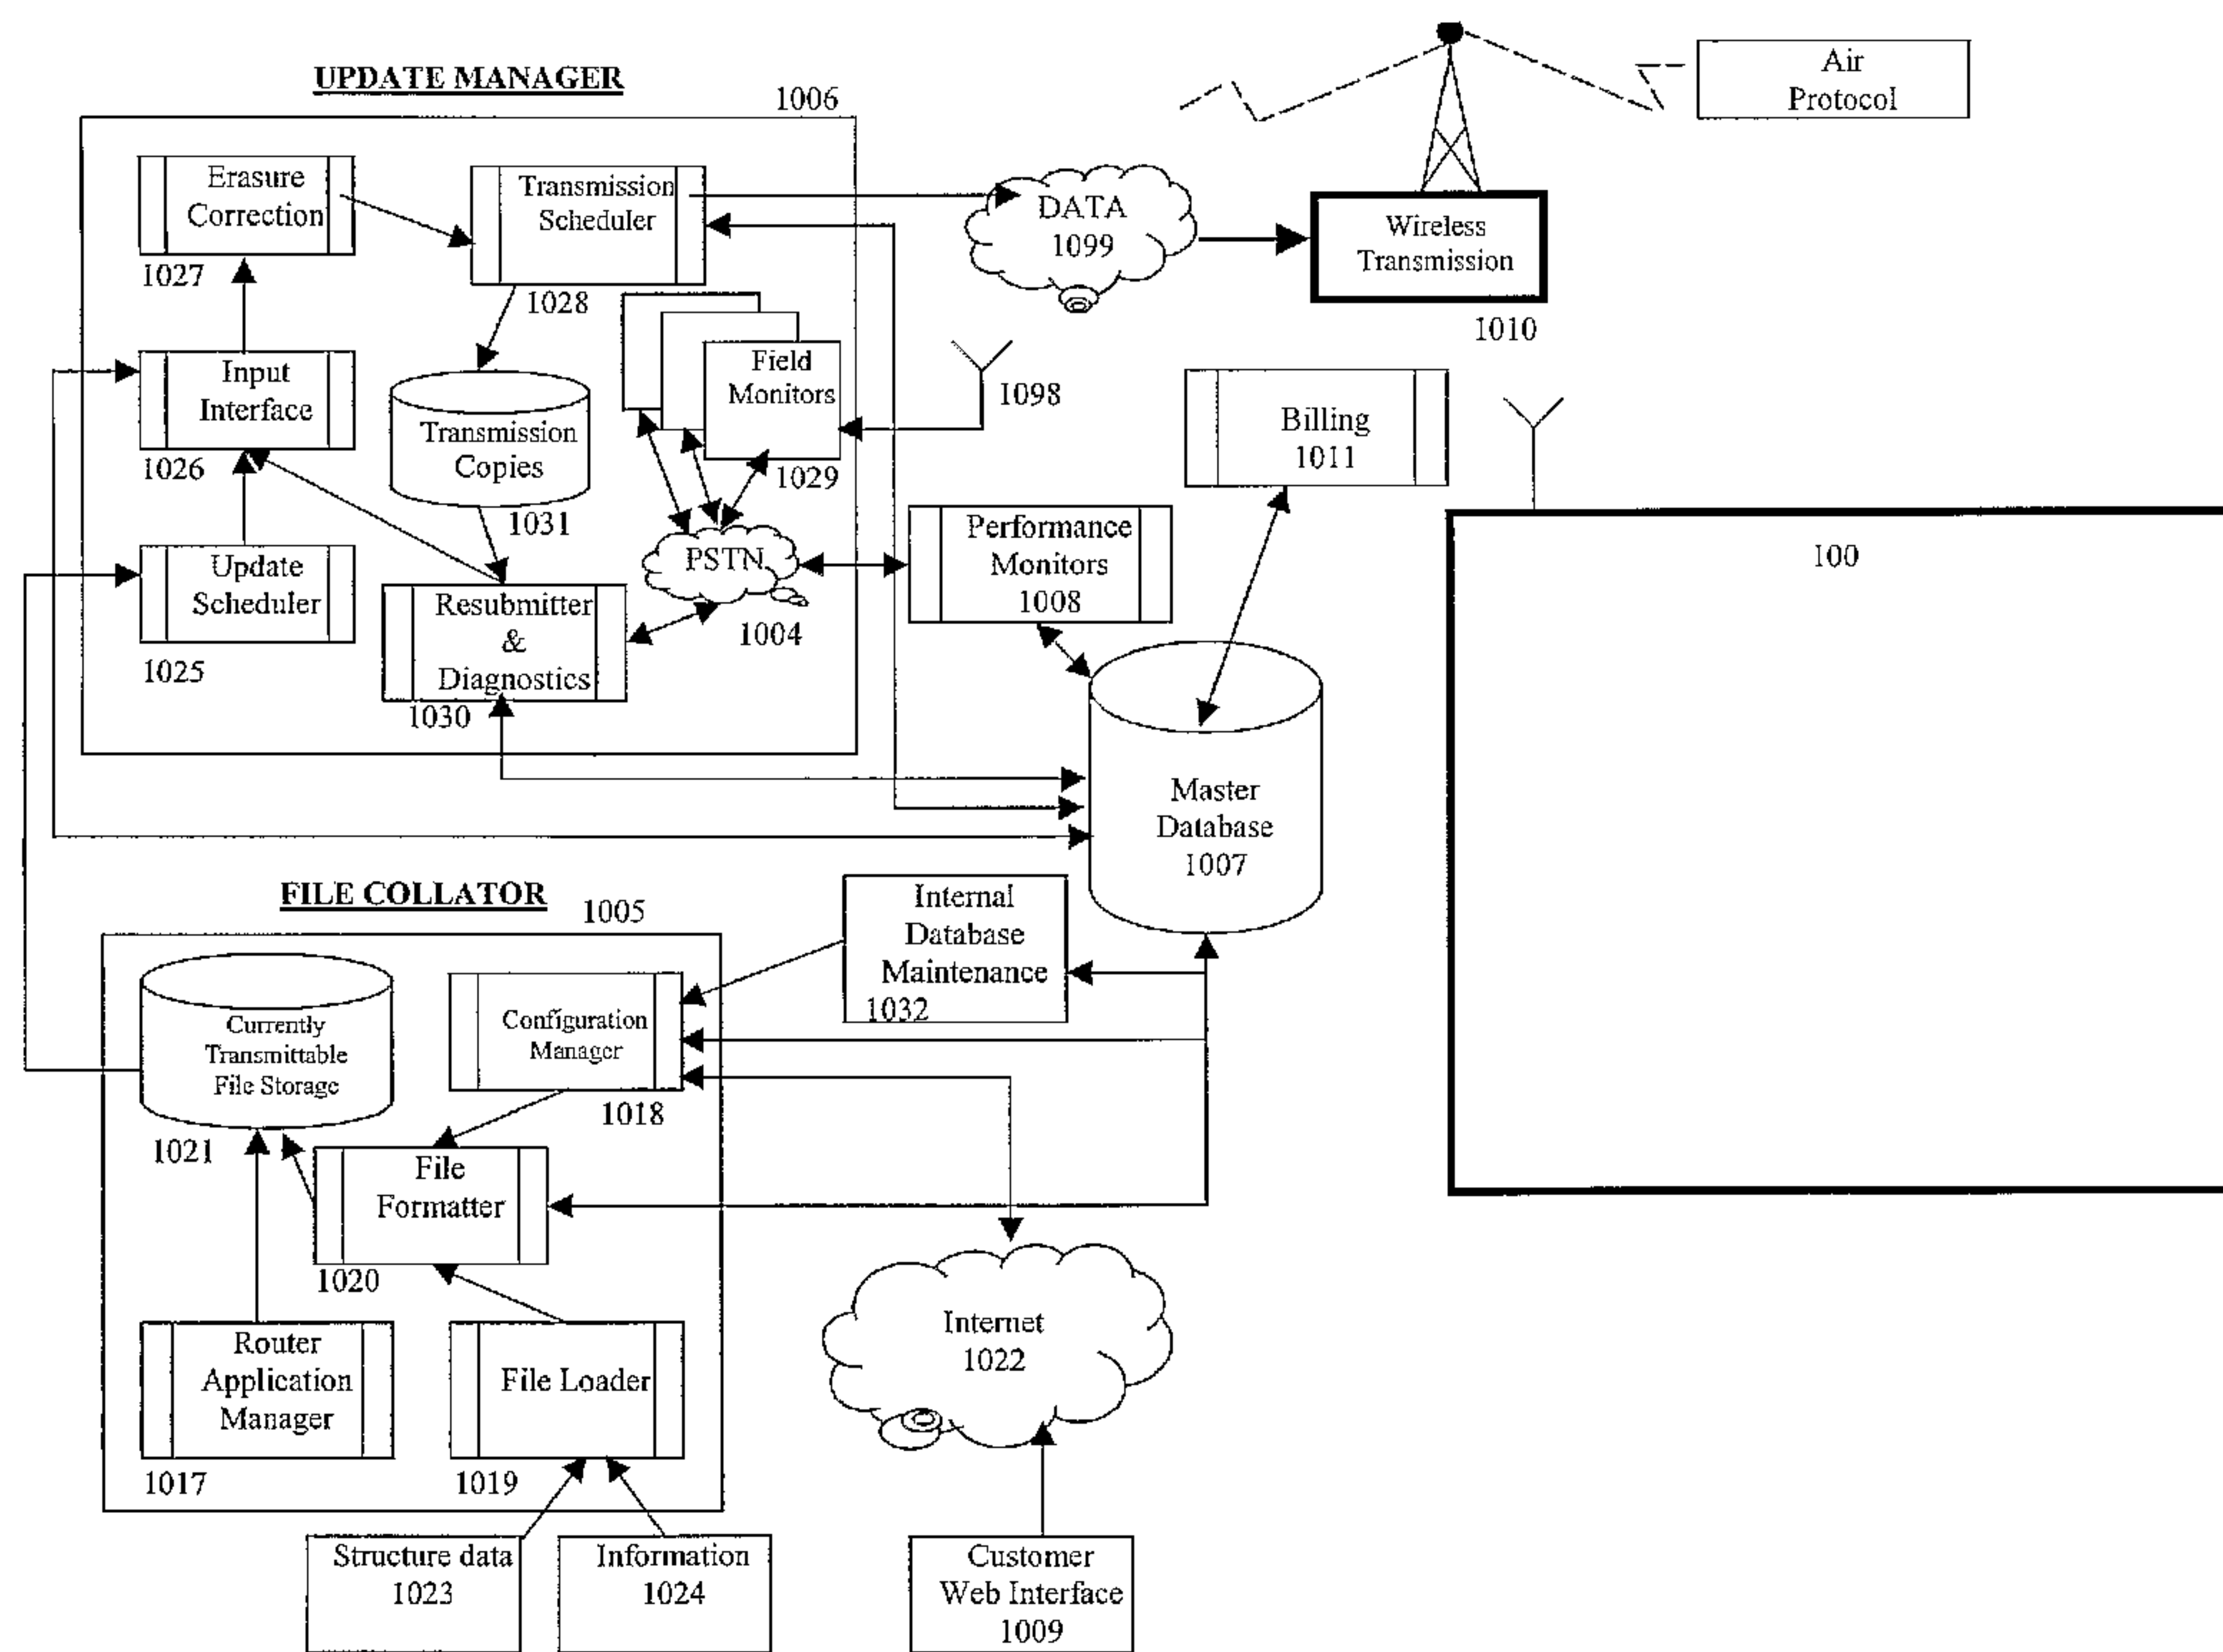 UPDATE MANAGER
1006
Air
Protocol
Erasure
Correction
1027
Transmission
Scheduler
1028
DATA
1099
Wireless
Transmission
1010
Input
Interface
1026
Transmission
Copies
1031
Field
Monitors
1029
1098
Billing
1011
Update
Scheduler
1025
Resubmitter
&
Diagnostics
1030
PSTN
1004
Performance
Monitors
1008
100
Master
Database
1007
FILE COLLATOR
1005
Currently
Transmittable
File Storage
1021
Configuration
Manager
1018
Internal
Database
Maintenance
1032
File
Formatter
1020
Router
Application
Manager
1017
File Loader
1019
Internet
1022
Structure data
1023
Information
1024
Customer
Web Interface
1009